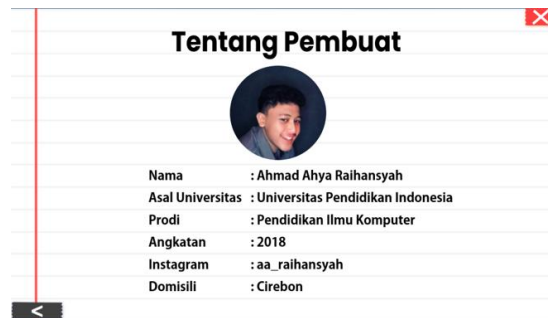 Tentang Pembuat
Nama : Ahmad Ahya Raihansyah
Asal Universitas : Universitas Pendidikan Indonesia
Prodi : Pendidikan Ilmu Komputer
Angkatan : 2018
Instagram : aa_raihansyah
Domisili : Cirebon
<